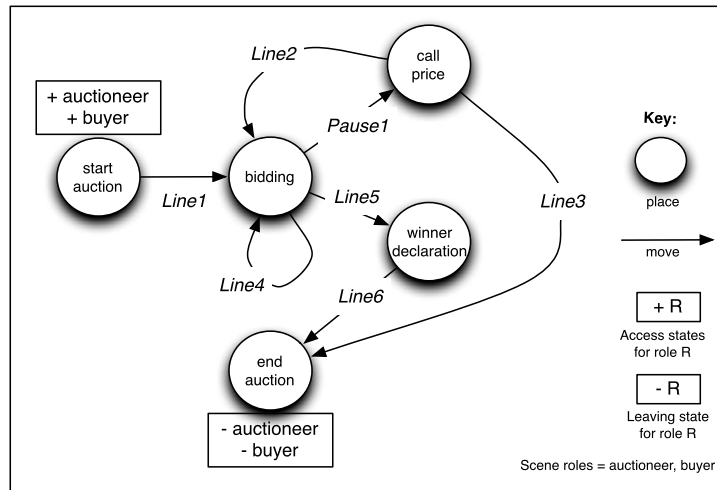 Line2
call
price
+ auctioneer
+ buyer
Pause1
Key:
start
auction
bidding
Line1
Line5
Line3
place
winner
declaration
move
Line4
Line6
+ R
Access states
for role R
end
auction
- R
Leaving state
for role R
- auctioneer
- buyer
Scene roles = auctioneer, buyer